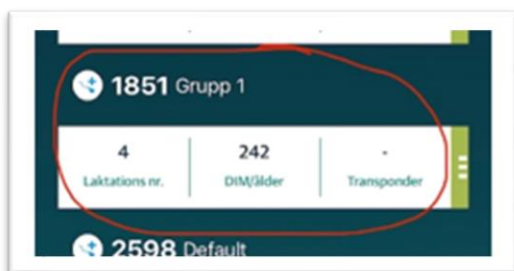 1851 Grupp 1
4 242 -
Laktations nr. DIM/ålder Transponder
2598 Default